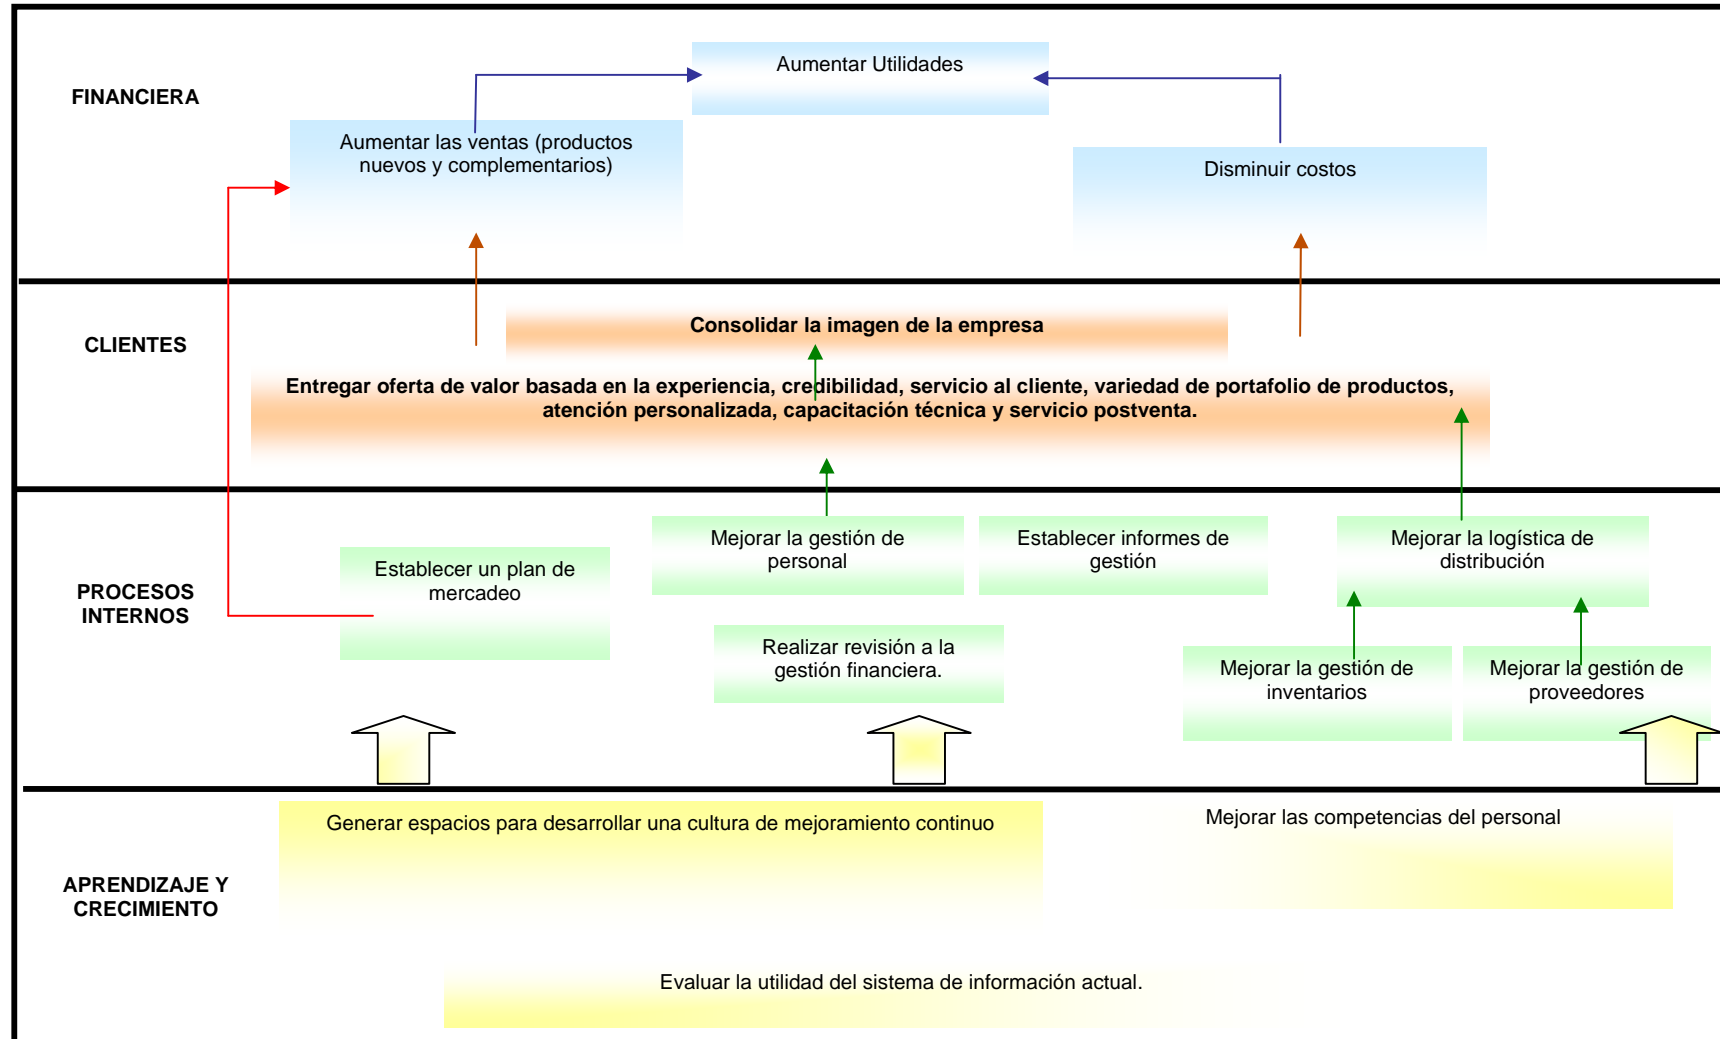 FINANCIERA
Aumentar Utilidades
Aumentar las ventas (productos
nuevos y complementarios)
Disminuir costos
CLIENTES
Consolidar la imagen de la empresa
Entregar oferta de valor basada en la experiencia, credibilidad, servicio al cliente, variedad de portafolio de productos,
atención personalizada, capacitación técnica y servicio postventa.
PROCESOS
INTERNOS
Establecer un plan de
mercadeo
Mejorar la gestión de
personal
Establecer informes de
gestión
Mejorar la logística de
distribución
Realizar revisión a la
gestión financiera.
Mejorar la gestión de
inventarios
Mejorar la gestión de
proveedores
APRENDIZAJE Y
CRECIMIENTO
Generar espacios para desarrollar una cultura de mejoramiento continuo
Mejorar las competencias del personal
Evaluar la utilidad del sistema de información actual.